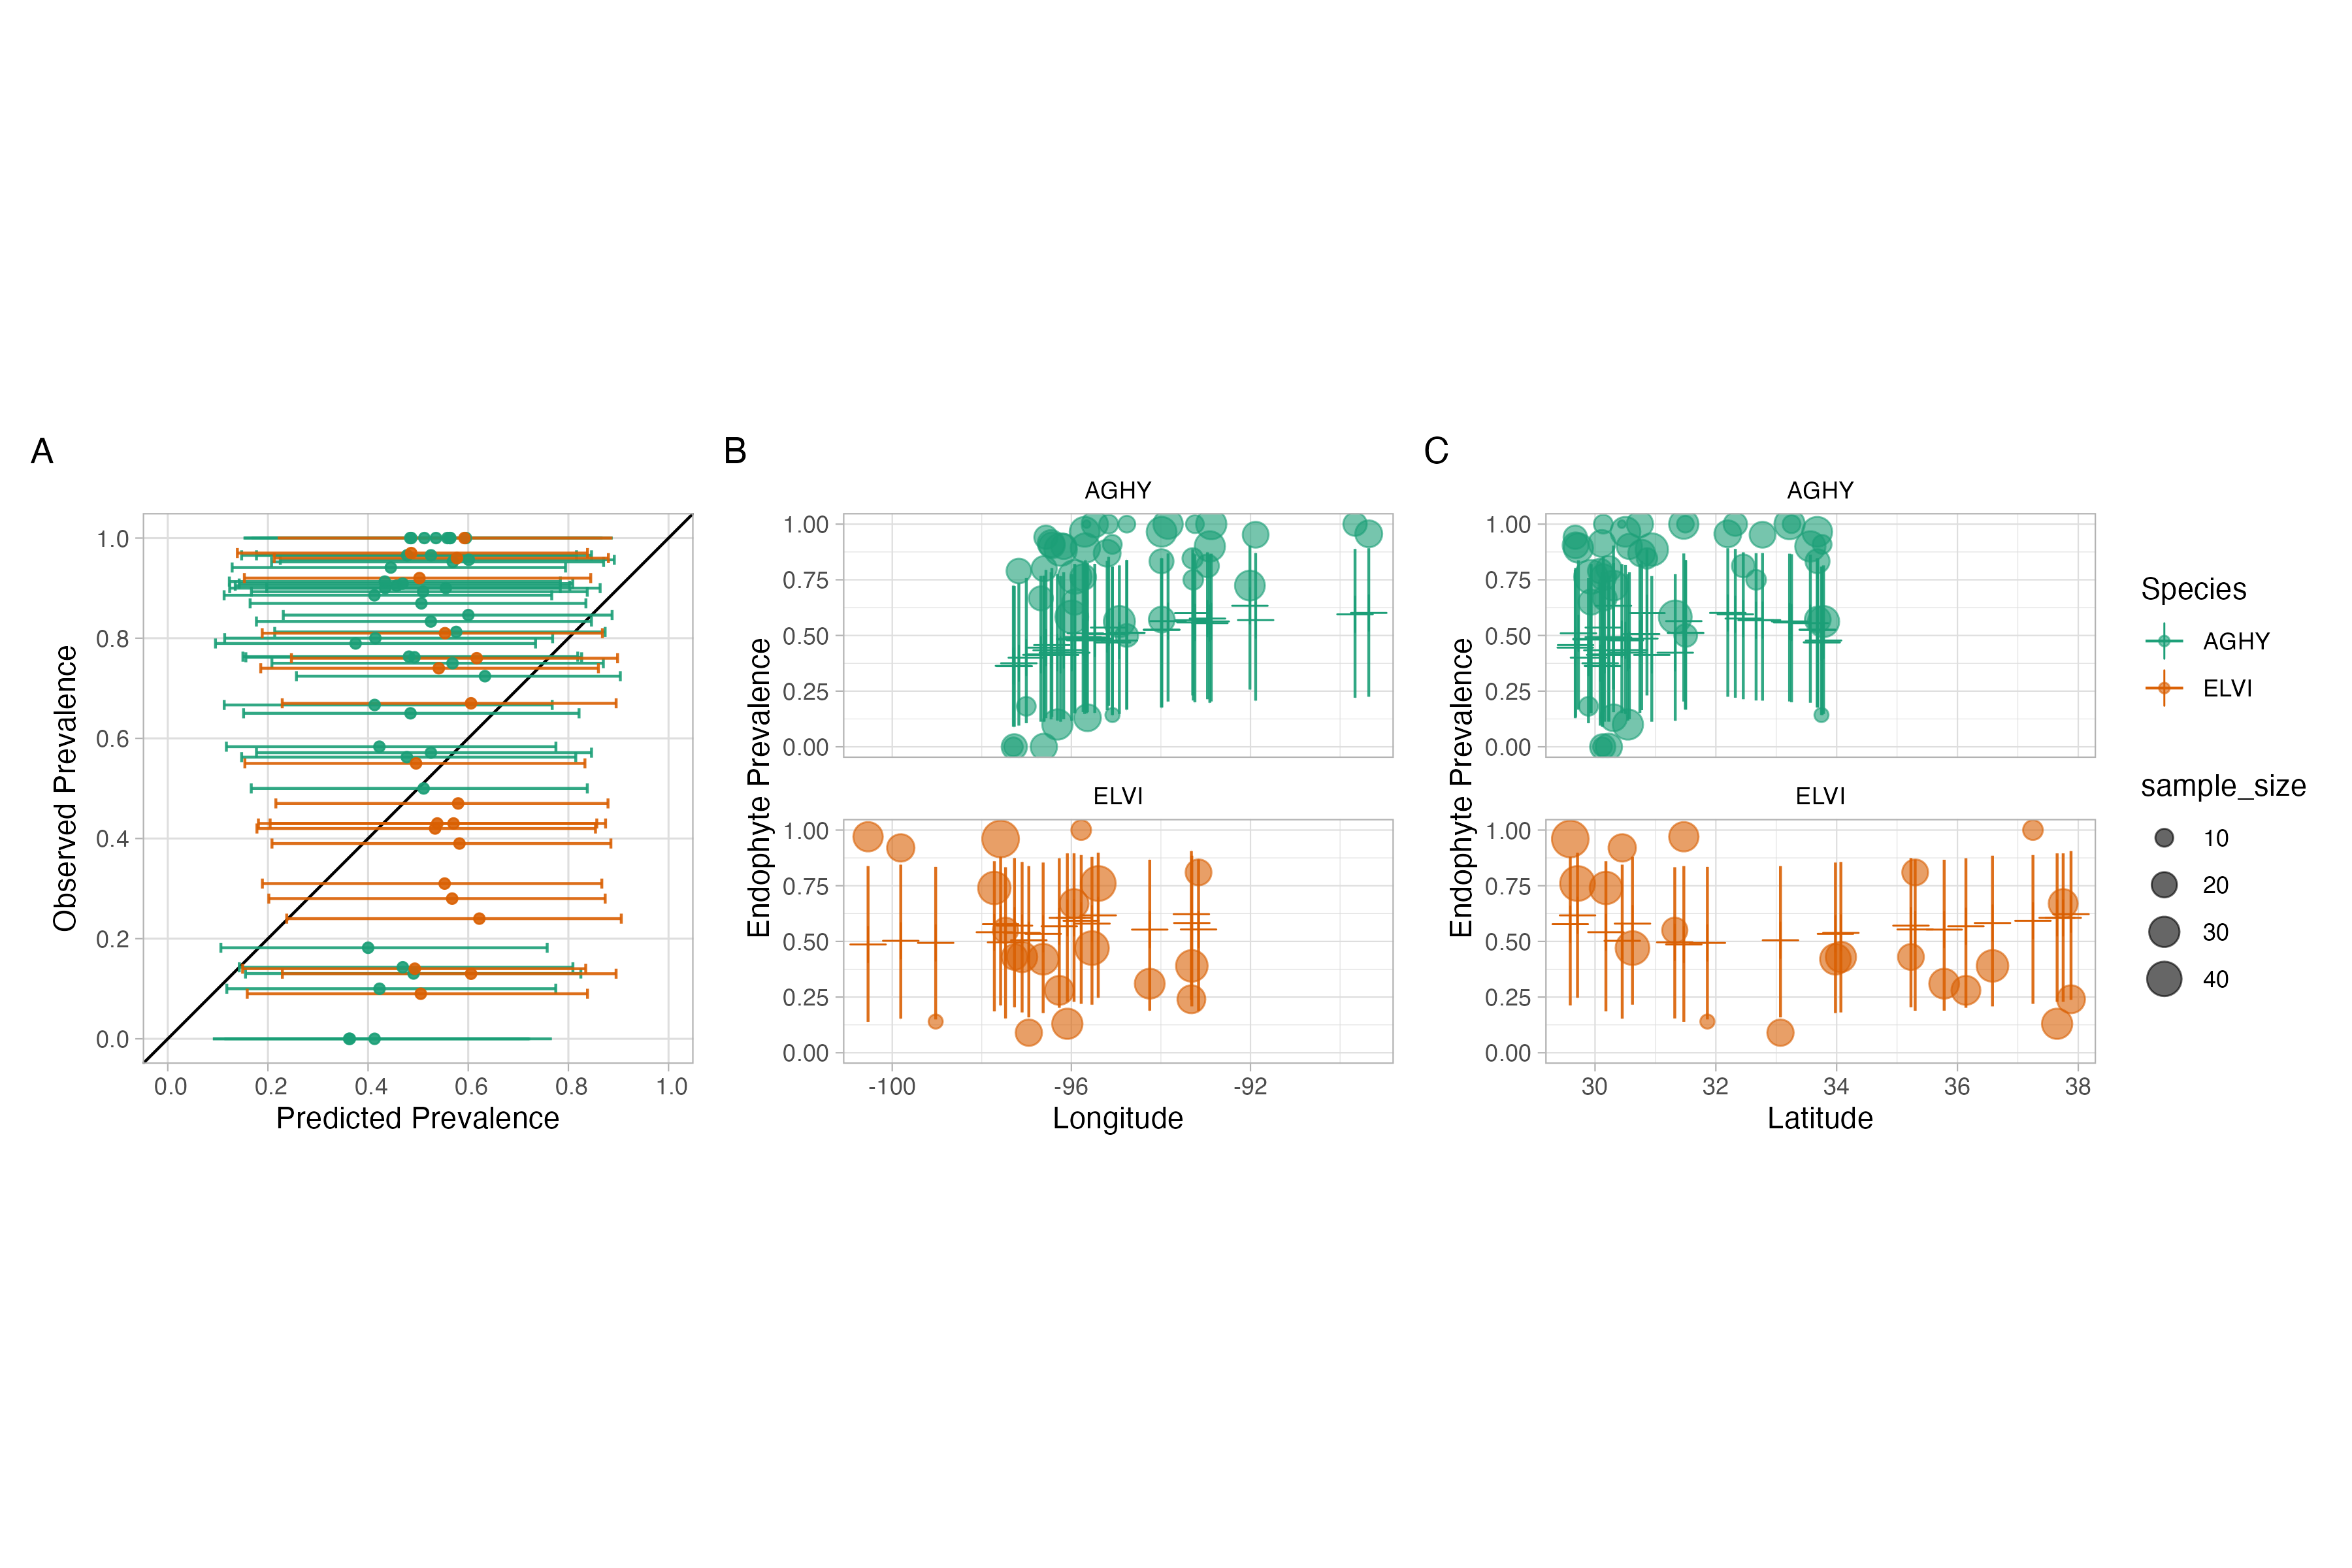 A
B
C
Observed Prevalence
1.0
0.8
0.6
0.4
0.2
0.0
0.0 0.2 0.4 0.6 0.8 1.0
Predicted Prevalence
Endophyte Prevalence
AGHY
1.00
0.75
0.50
0.25
0.00
ELVI
1.00
0.75
0.50
0.25
0.00
-100 -96 -92
Longitude
Endophyte Prevalence
AGHY
1.00
0.75
0.50
0.25
0.00
ELVI
1.00
0.75
0.50
0.25
0.00
30 32 34 36 38
Latitude
Species
AGHY
ELVI
sample_size
10
20
30
40